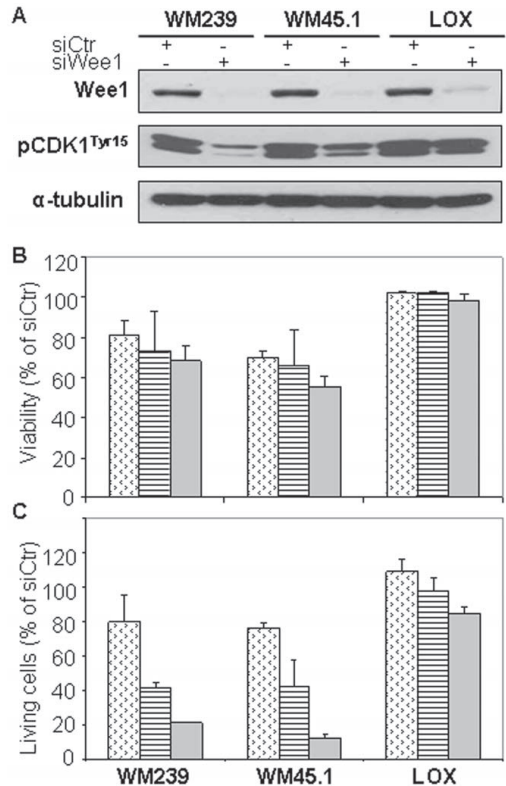 A
WM239 WM45.1 LOX
siCtr + - + - + -
siWee1 - + - + - +
Wee1
pCDK1Tyr15
α-tubulin
B
120
100
80
60
40
20
0
Viability (% of siCtr)
C
120
100
80
60
40
20
0
Living cells (% of siCtr)
WM239 WM45.1 LOX